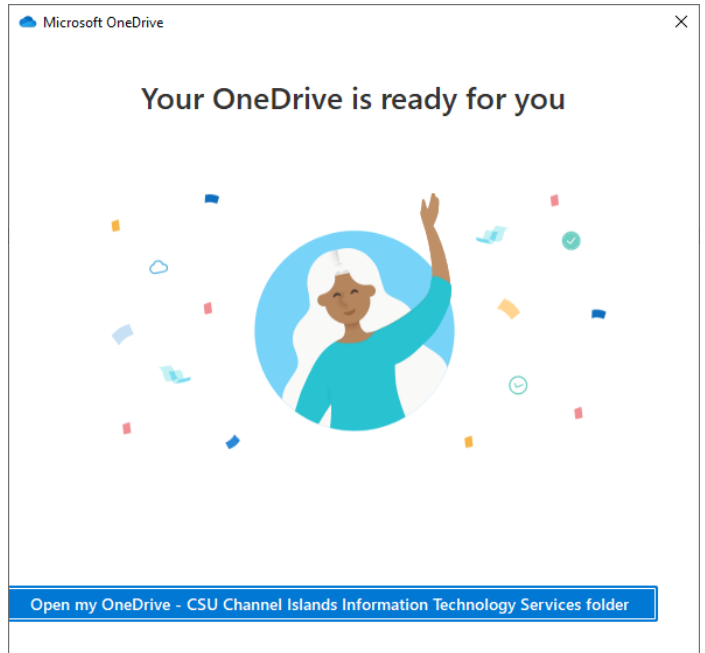 Microsoft OneDrive
Your OneDrive is ready for you
Open my OneDrive - CSU Channel Islands Information Technology Services folder